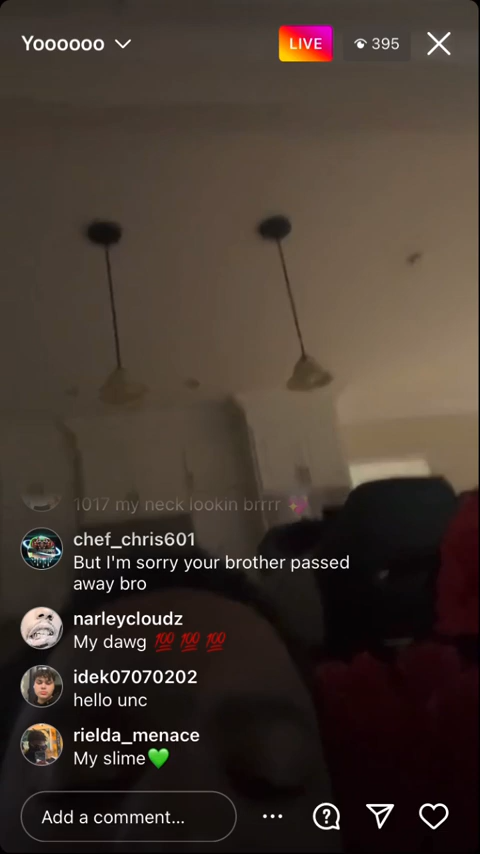 Yoooooo
LIVE
395
1017 my neck lookin brrrr
chef_chris601
But I'm sorry your brother passed
away bro
narleycloudz
My dawg 💯 💯 💯
idek07070202
hello unc
rielda_menace
My slime💚
Add a comment...